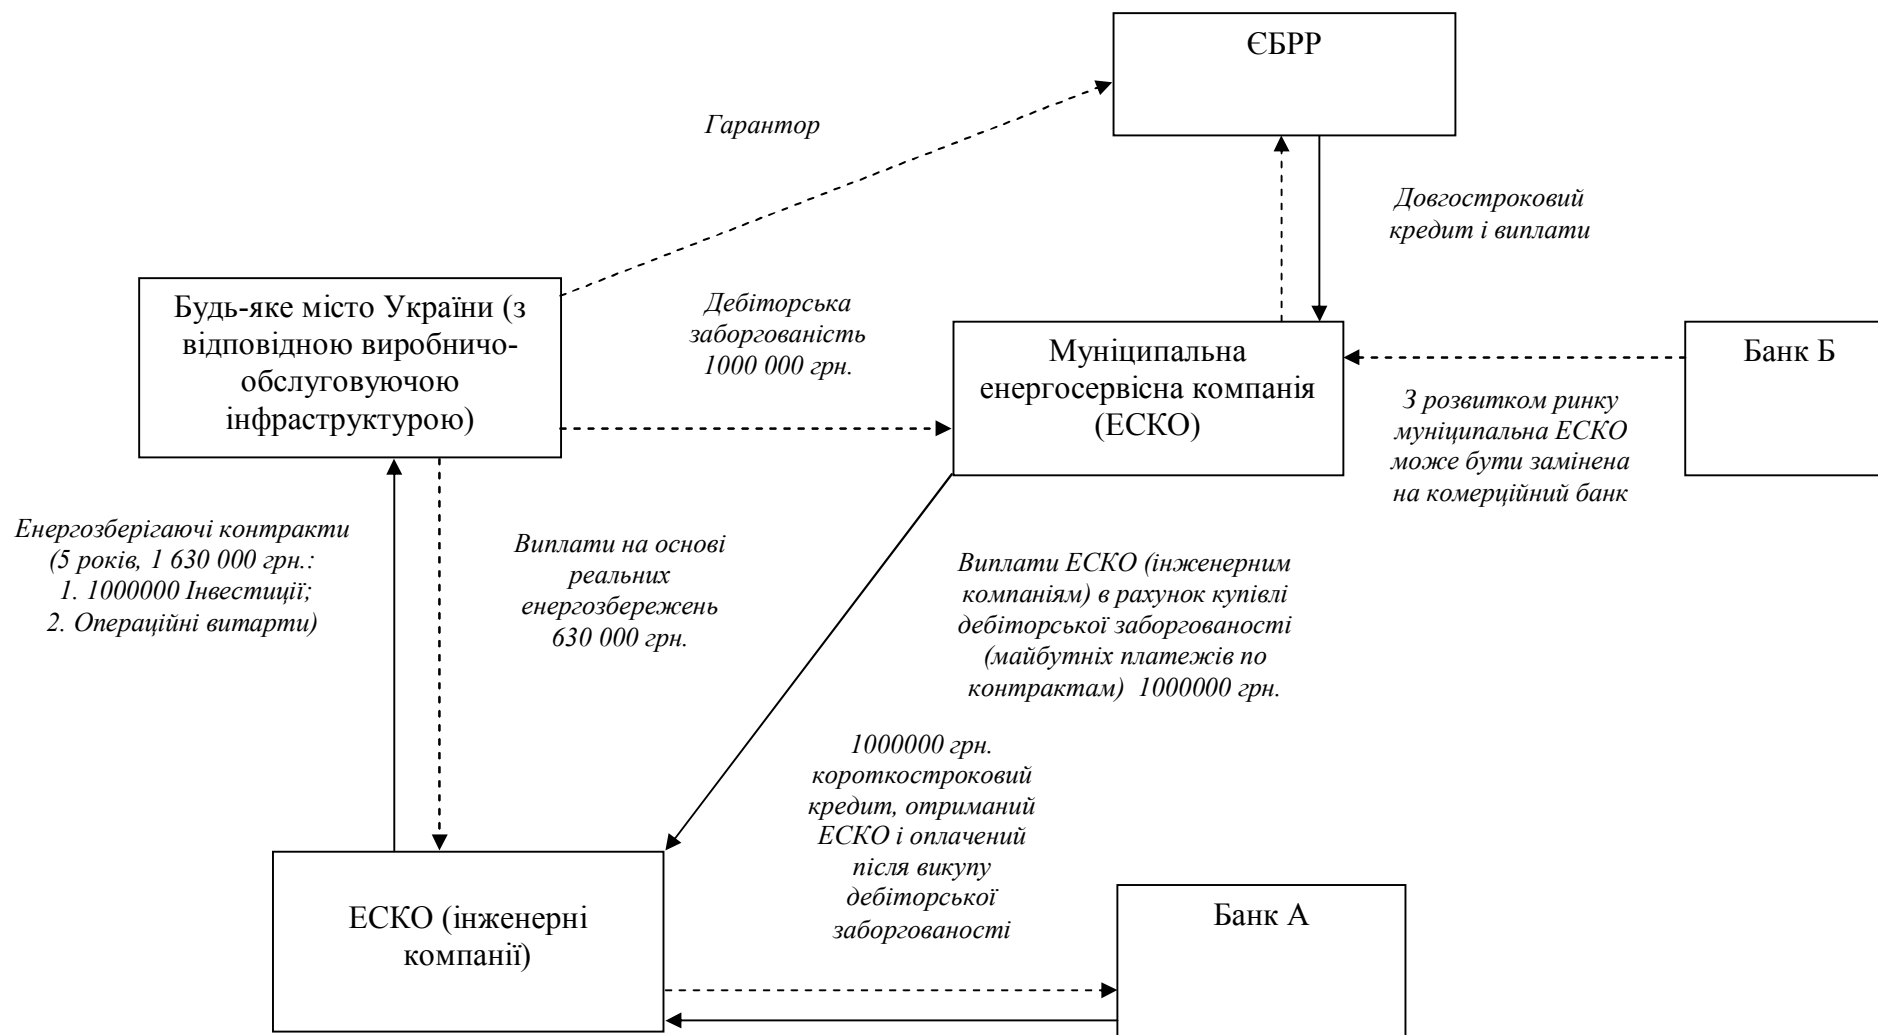 ЄБРР
Гарантор
Довгостроковий
кредит і виплати
Будь-яке місто України (з
відповідною виробничо-
обслуговуючою
інфраструктурою)
Дебіторська
заборгованість
1000 000 грн.
Муніципальна
енергосервісна компанія
(ЕСКО)
Банк Б
З розвитком ринку
муніципальна ЕСКО
може бути замінена
на комерційний банк
Енергозберігаючі контракти
(5 років, 1 630 000 грн.:
1. 1000000 Інвестиції;
2. Операційні витарти)
Виплати на основі
реальних
енергозбережень
630 000 грн.
Виплати ЕСКО (інженерним
компаніям) в рахунок купівлі
дебіторської заборгованості
(майбутніх платежів по
контрактам) 1000000 грн.
1000000 грн.
короткостроковий
кредит, отриманий
ЕСКО і оплачений
після викупу
дебіторської
заборгованості
ЕСКО (інженерні
компанії)
Банк А